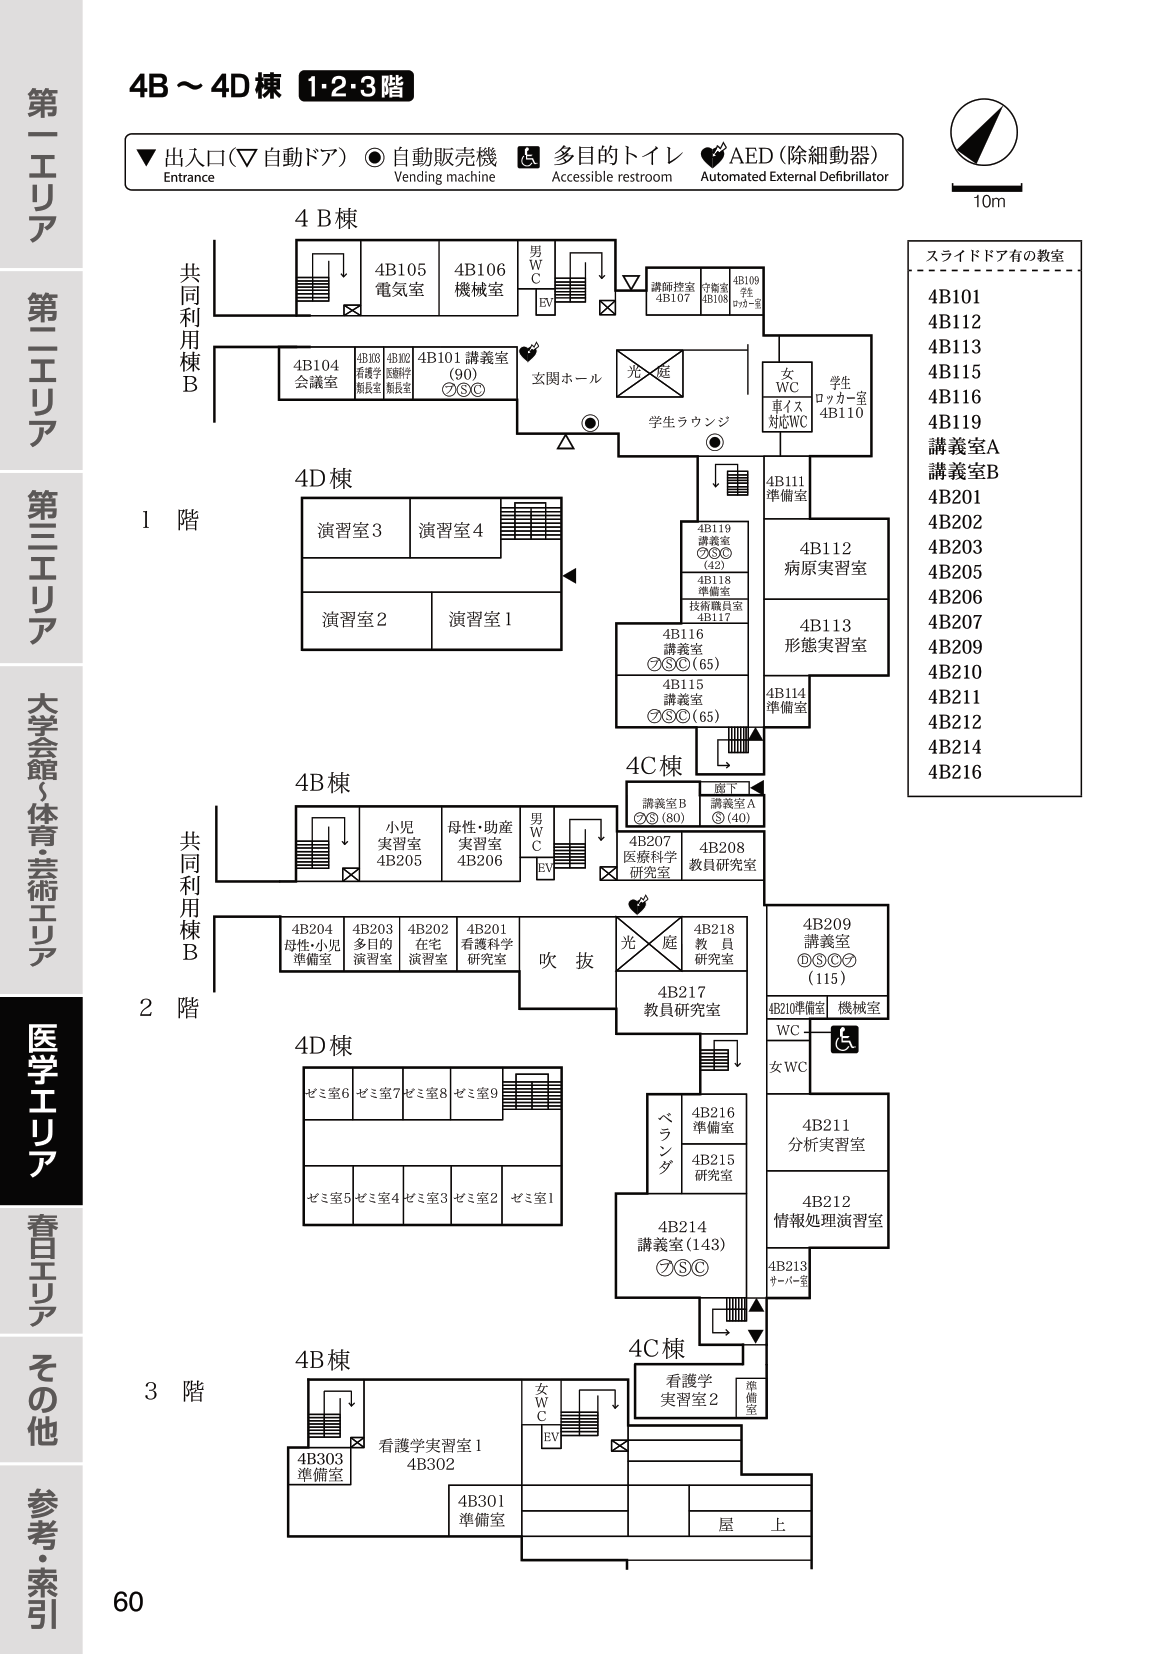 4B ～ 4D棟 1･2･3階
▼ 出入口(▽ 自動ドア)
Entrance
自動販売機
Vending machine
多目的トイレ
Accessible restroom
AED (除細動器)
Automated External Defibrillator
10m
第一エリア
第二エリア
第三エリア
大学会館～体育・芸術エリア
医学エリア
春日エリア
その他
参考・索引
スライドドア有の教室
4B101
4B112
4B113
4B115
4B116
4B119
講義室A
講義室B
4B201
4B202
4B203
4B205
4B206
4B207
4B209
4B210
4B211
4B212
4B214
4B216
1 階
4 B棟
共同利用棟B
4B105
電気室
4B106
機械室
男WC
EV
講師控室
4B107
守衛室
4B108
4B109
学生
ロッカー室
4B104
会議室
4B103
看護学
類長室
4B102
医療科学
類長室
4B101 講義室
(90)
プSC
玄関ホール
光庭
学生ラウンジ
女
WC
車イス
対応WC
学生
ロッカー室
4B110
4B111
準備室
4B119
講義室
プSC
(42)
4B118
準備室
技術職員室
4B117
4B112
病原実習室
4B113
形態実習室
4B116
講義室
プSC(65)
4B115
講義室
プSC(65)
4B114
準備室
4D棟
演習室3
演習室4
演習室2
演習室1
4C棟
廊下
講義室B
プS(80)
講義室A
S(40)
2 階
4B棟
共同利用棟B
小児
実習室
4B205
母性・助産
実習室
4B206
男WC
EV
4B207
医療科学
研究室
4B208
教員研究室
4B204
母性・小児
準備室
4B203
多目的
演習室
4B202
在宅
演習室
4B201
看護科学
研究室
吹 抜
光庭
4B218
教 員
研究室
4B217
教員研究室
4B209
講義室
DSCプ
(115)
4B210準備室
機械室
WC
女WC
4B216
準備室
4B215
研究室
ベランダ
4B211
分析実習室
4B212
情報処理演習室
4B214
講義室(143)
プSC
4B213
サーバー室
4D棟
ゼミ室6
ゼミ室7
ゼミ室8
ゼミ室9
ゼミ室5
ゼミ室4
ゼミ室3
ゼミ室2
ゼミ室1
4C棟
看護学
実習室2
準備室
3 階
4B棟
女WC
EV
看護学実習室1
4B302
4B303
準備室
4B301
準備室
屋 上
60